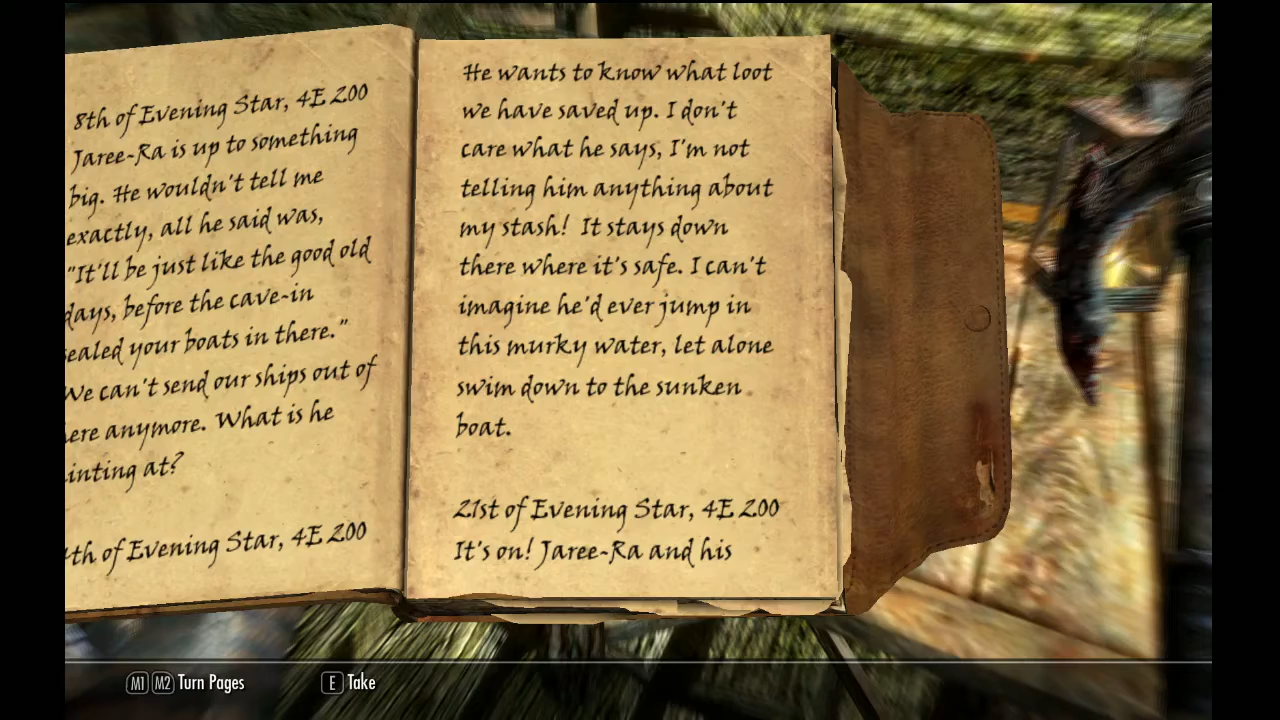 8th of Evening Star, 4E 200
Jaree-Ra is up to something
big. He wouldn't tell me
exactly, all he said was,
"It'll be just like the good old
days, before the cave-in
sealed your boats in there."
We can't send our ships out of
here anymore. What is he
inting at?
th of Evening Star, 4E 200
He wants to know what loot
we have saved up. I don't
care what he says, I'm not
telling him anything about
my stash! It stays down
there where it's safe. I can't
imagine he'd ever jump in
this murky water, let alone
swim down to the sunken
boat.
21st of Evening Star, 4E 200
It's on! Jaree-Ra and his
M1 M2 Turn Pages
E Take